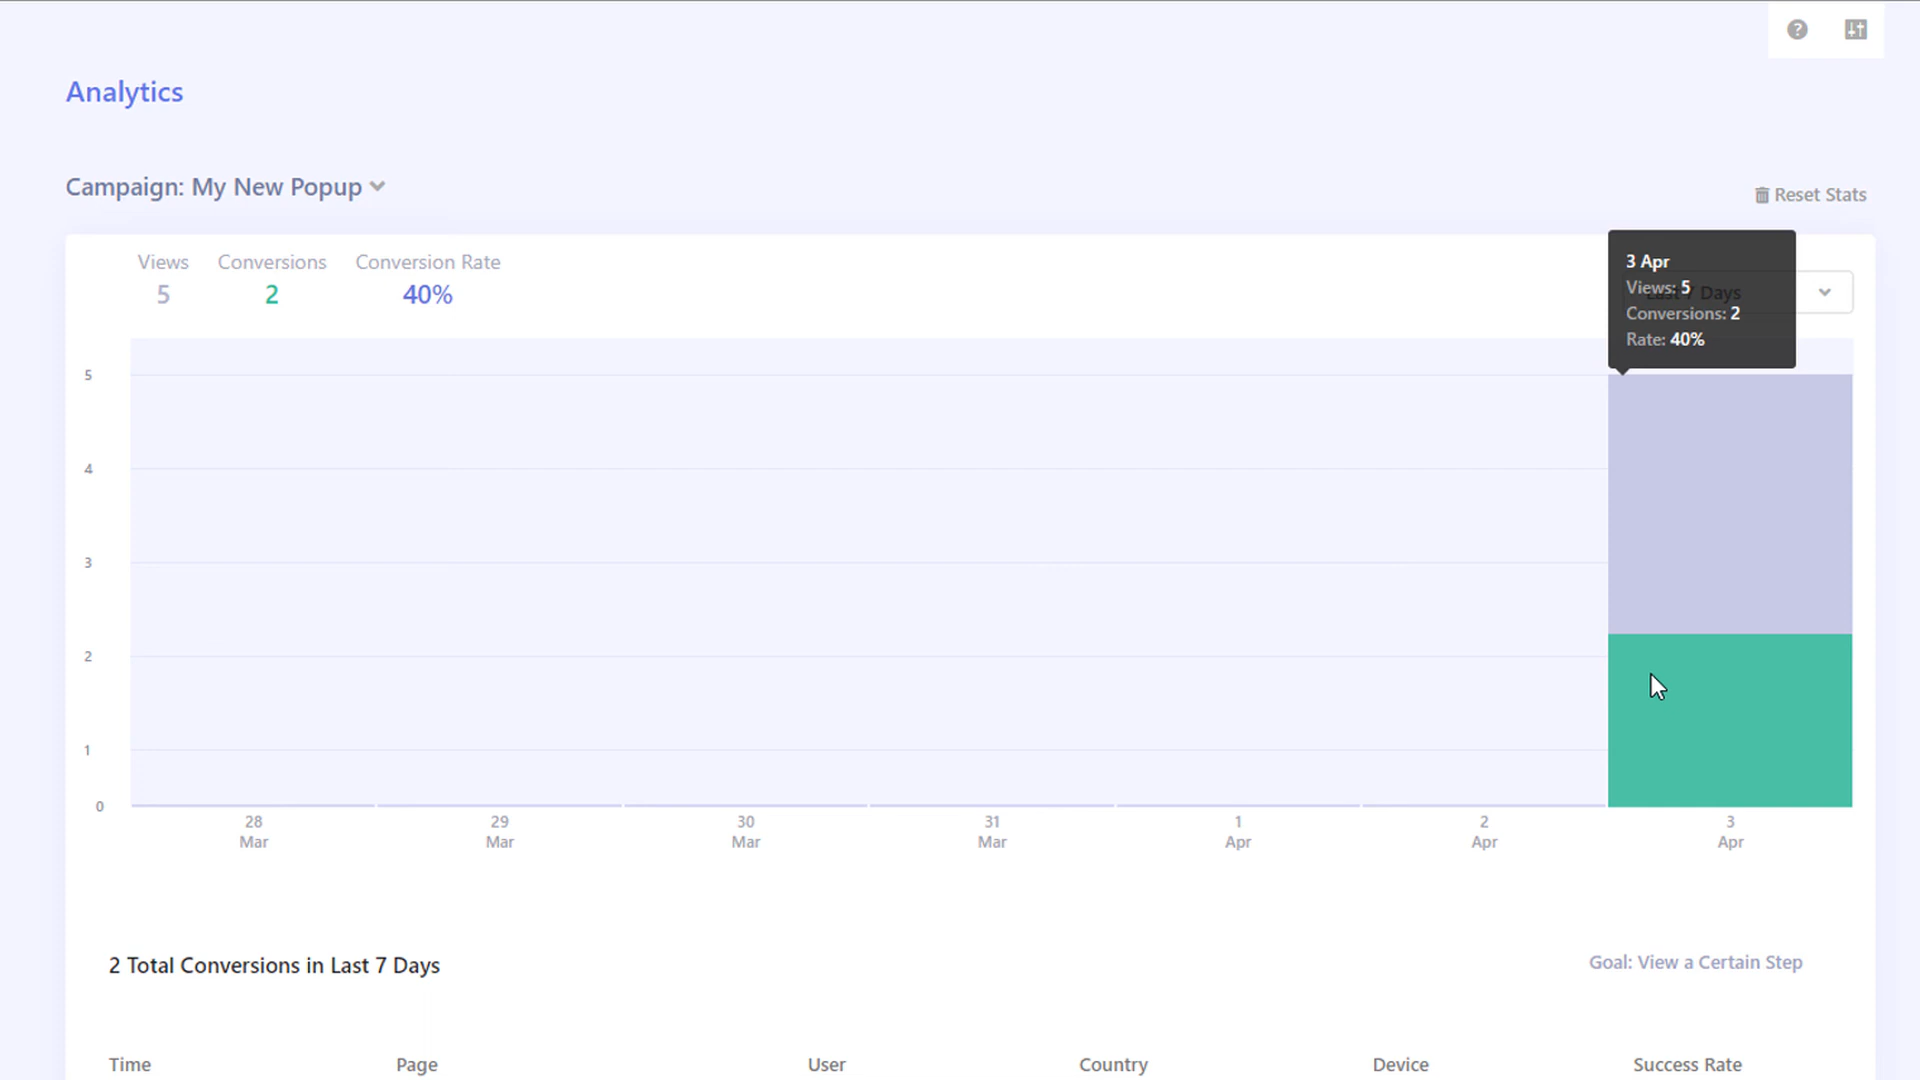 Analytics
Campaign: My New Popup
Reset Stats
Views Conversions Conversion Rate
5 2 40%
3 Apr
Views: 5
Last 7 Days
Conversions: 2
Rate: 40%
5
4
3
2
1
0
28 29 30 31 1 2 3
Mar Mar Mar Mar Apr Apr Apr
2 Total Conversions in Last 7 Days
Goal: View a Certain Step
Time Page User Country Device Success Rate